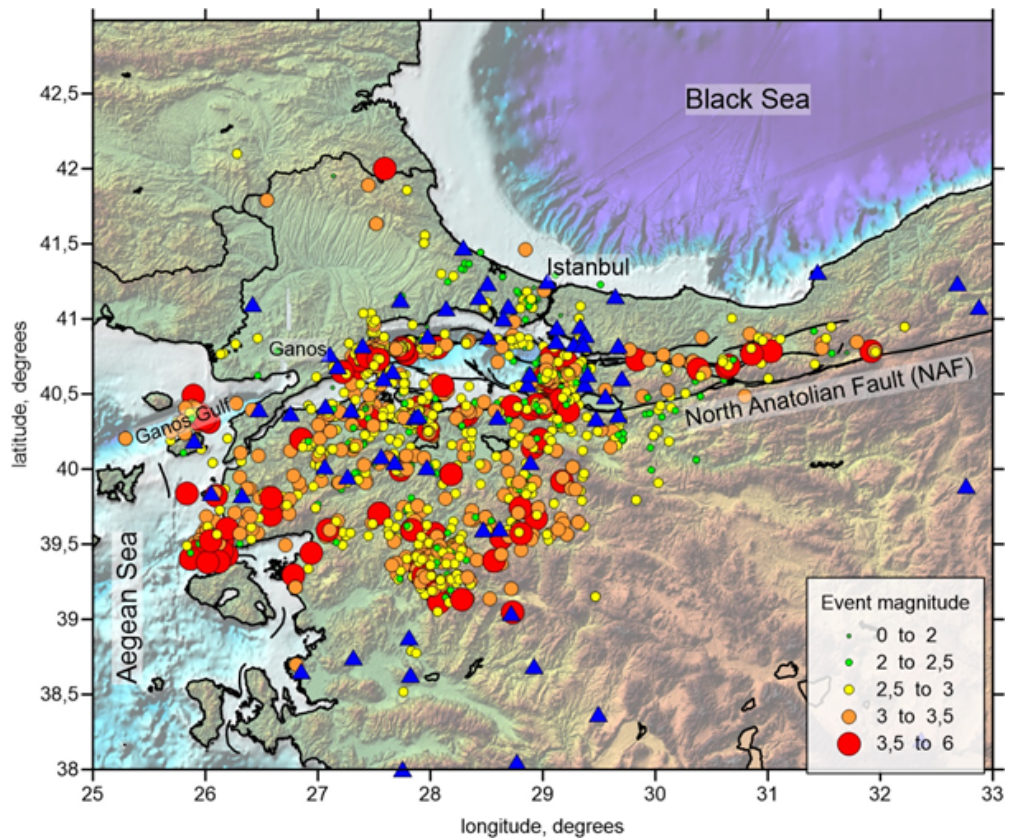 42,5
42
41,5
41
40,5
40
39,5
39
38,5
38
latitude, degrees
25 26 27 28 29 30 31 32 33
longitude, degrees
Black Sea
Istanbul
Ganos
Ganos Gulf
North Anatolian Fault (NAF)
Aegean Sea
Event magnitude
0 to 2
2 to 2,5
2,5 to 3
3 to 3,5
3,5 to 6